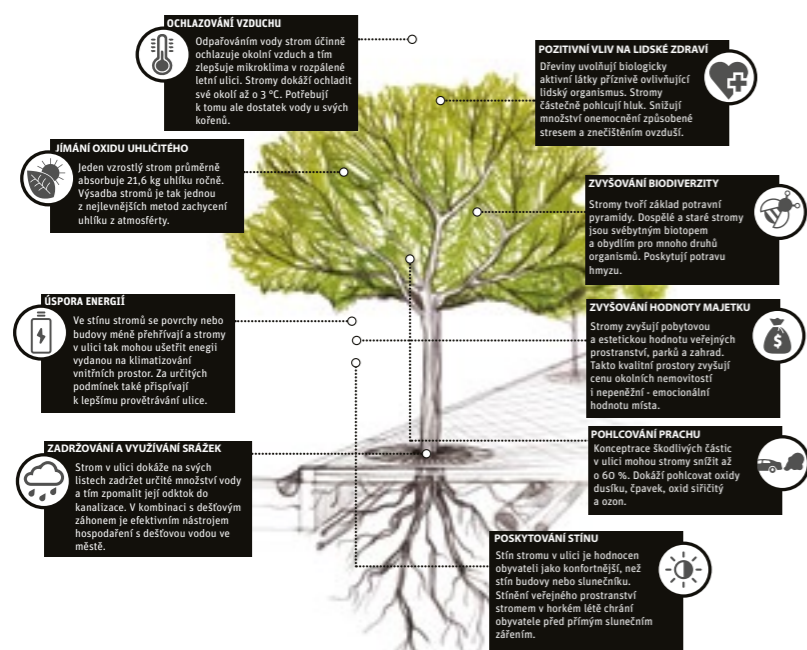 OCHLAZOVÁNÍ VZDUCHU
Odpařováním vody strom účinně
ochlazuje okolní vzduch a tím
zlepšuje mikroklima v rozpálené
letní ulici. Stromy dokáží ochladit
své okolí až o 3 °C. Potřebují
k tomu ale dostatek vody u svých
kořenů.
JÍMÁNÍ OXIDU UHLIČITÉHO
Jeden vzrostlý strom průměrně
absorbuje 21,6 kg uhlíku ročně.
Výsadba stromů je tak jednou
z nejlevnějších metod zachycení
uhlíku z atmosférty.
ÚSPORA ENERGIÍ
Ve stínu stromů se povrchy nebo
budovy méně přehřívají a stromy
v ulici tak mohou ušetřit enegii
vydanou na klimatizování
vnitřních prostor. Za určitých
podmínek také přispívají
k lepšímu provětrávání ulice.
ZADRŽOVÁNÍ A VYUŽÍVÁNÍ SRÁŽEK
Strom v ulici dokáže na svých
listech zadržet určité množství vody
a tím zpomalit její odktok do
kanalizace. V kombinaci s dešťovým
záhonem je efektivním nástrojem
hospodaření s dešťovou vodou ve
městě.
POZITIVNÍ VLIV NA LIDSKÉ ZDRAVÍ
Dřeviny uvolňují biologicky
aktivní látky příznivě ovlivňující
lidský organismus. Stromy
částečně pohlcují hluk. Snižují
množství onemocnění způsobené
stresem a znečištěním ovzduší.
ZVYŠOVÁNÍ BIODIVERZITY
Stromy tvoří základ potravní
pyramidy. Dospělé a staré stromy
jsou svébytným biotopem
a obydlím pro mnoho druhů
organismů. Poskytují potravu
hmyzu.
ZVYŠOVÁNÍ HODNOTY MAJETKU
Stromy zvyšují pobytovou
a estetickou hodnotu veřejných
prostranství, parků a zahrad.
Takto kvalitní prostory zvyšují
cenu okolních nemovitostí
i nepeněžní - emocionální
hodnotu místa.
POHLCOVÁNÍ PRACHU
Konceptrace škodlivých částic
v ulici mohou stromy snížit až
o 60 %. Dokáží pohlcovat oxidy
dusíku, čpavek, oxid siřičitý
a ozon.
POSKYTOVÁNÍ STÍNU
Stín stromu v ulici je hodnocen
obyvateli jako konfortnější, než
stín budovy nebo slunečníku.
Stínění veřejného prostranství
stromem v horkém létě chrání
obyvatele před přímým slunečním
zářením.